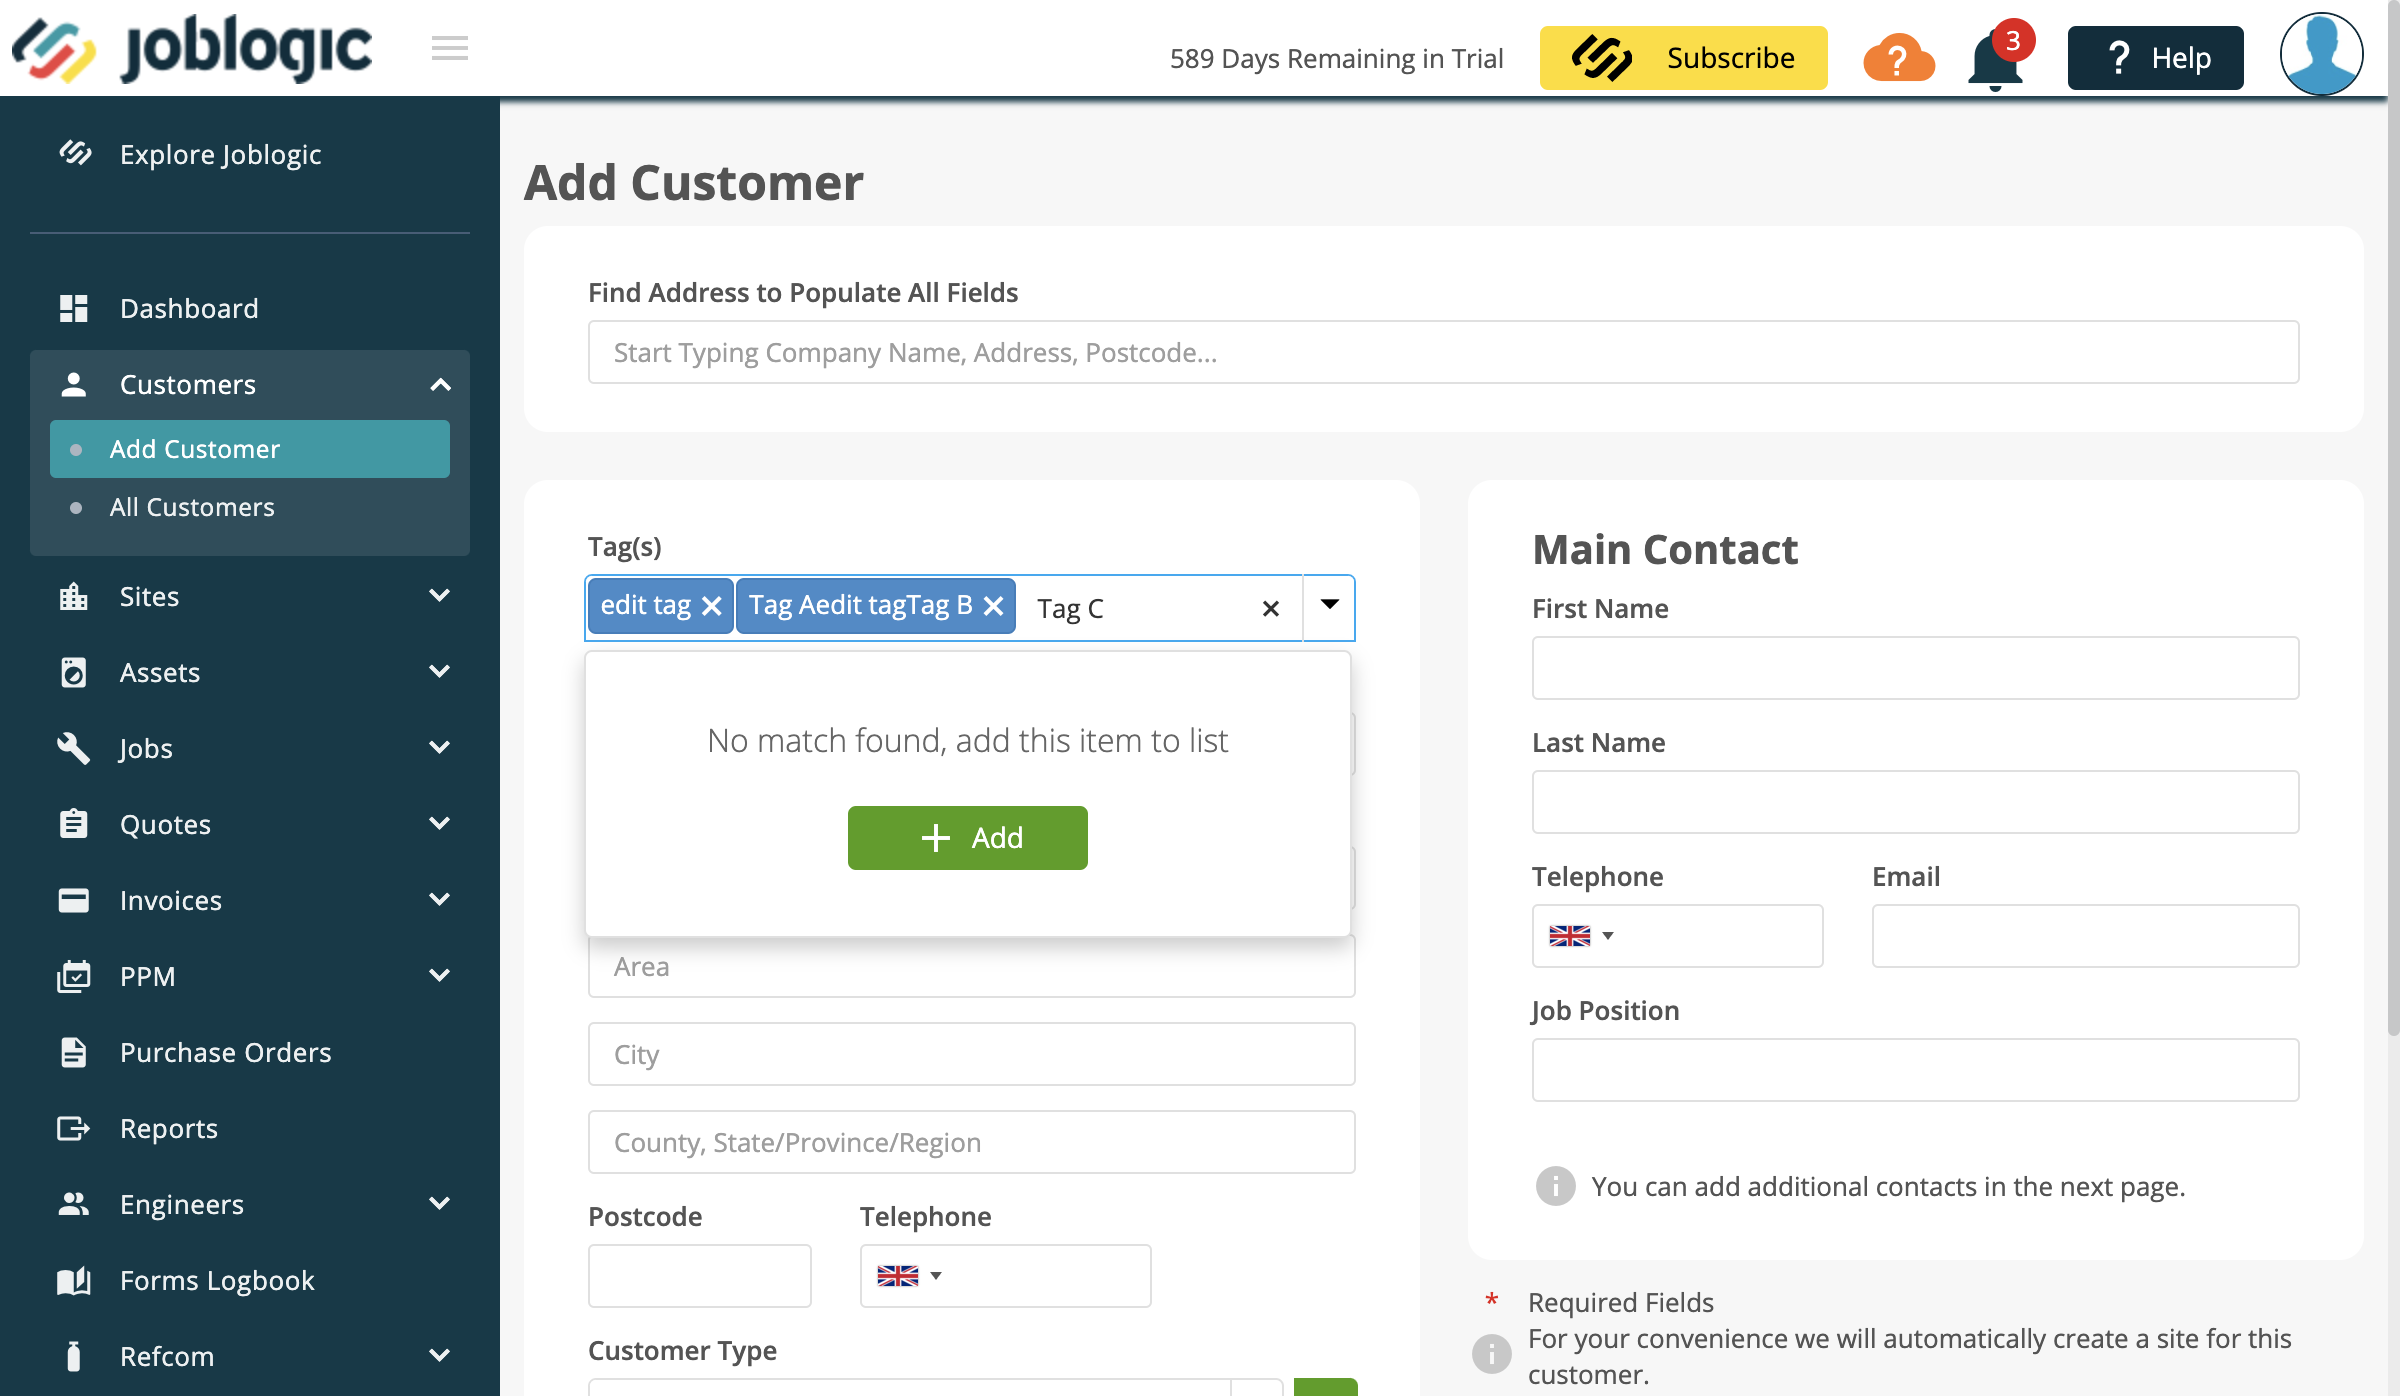 joblogic
589 Days Remaining in Trial
Subscribe
?
3
? Help
Explore Joblogic
Dashboard
Customers
Add Customer
All Customers
Sites
Assets
Jobs
Quotes
Invoices
PPM
Purchase Orders
Reports
Engineers
Forms Logbook
Refcom
Add Customer
Find Address to Populate All Fields
Start Typing Company Name, Address, Postcode...
Tag(s)
edit tag
Tag Aedit tagTag B
Tag C
No match found, add this item to list
Add
Area
City
County, State/Province/Region
Postcode
Telephone
Customer Type
Main Contact
First Name
Last Name
Telephone
Email
Job Position
You can add additional contacts in the next page.
* Required Fields
For your convenience we will automatically create a site for this
customer.